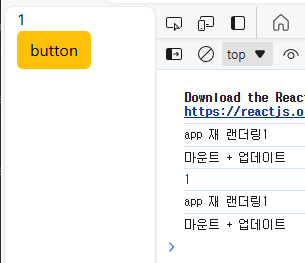 1
button
top
Download the Reac
https://reactjs.o
app 재 랜더링1
마운트 + 업데이트
1
app 재 랜더링1
마운트 + 업데이트